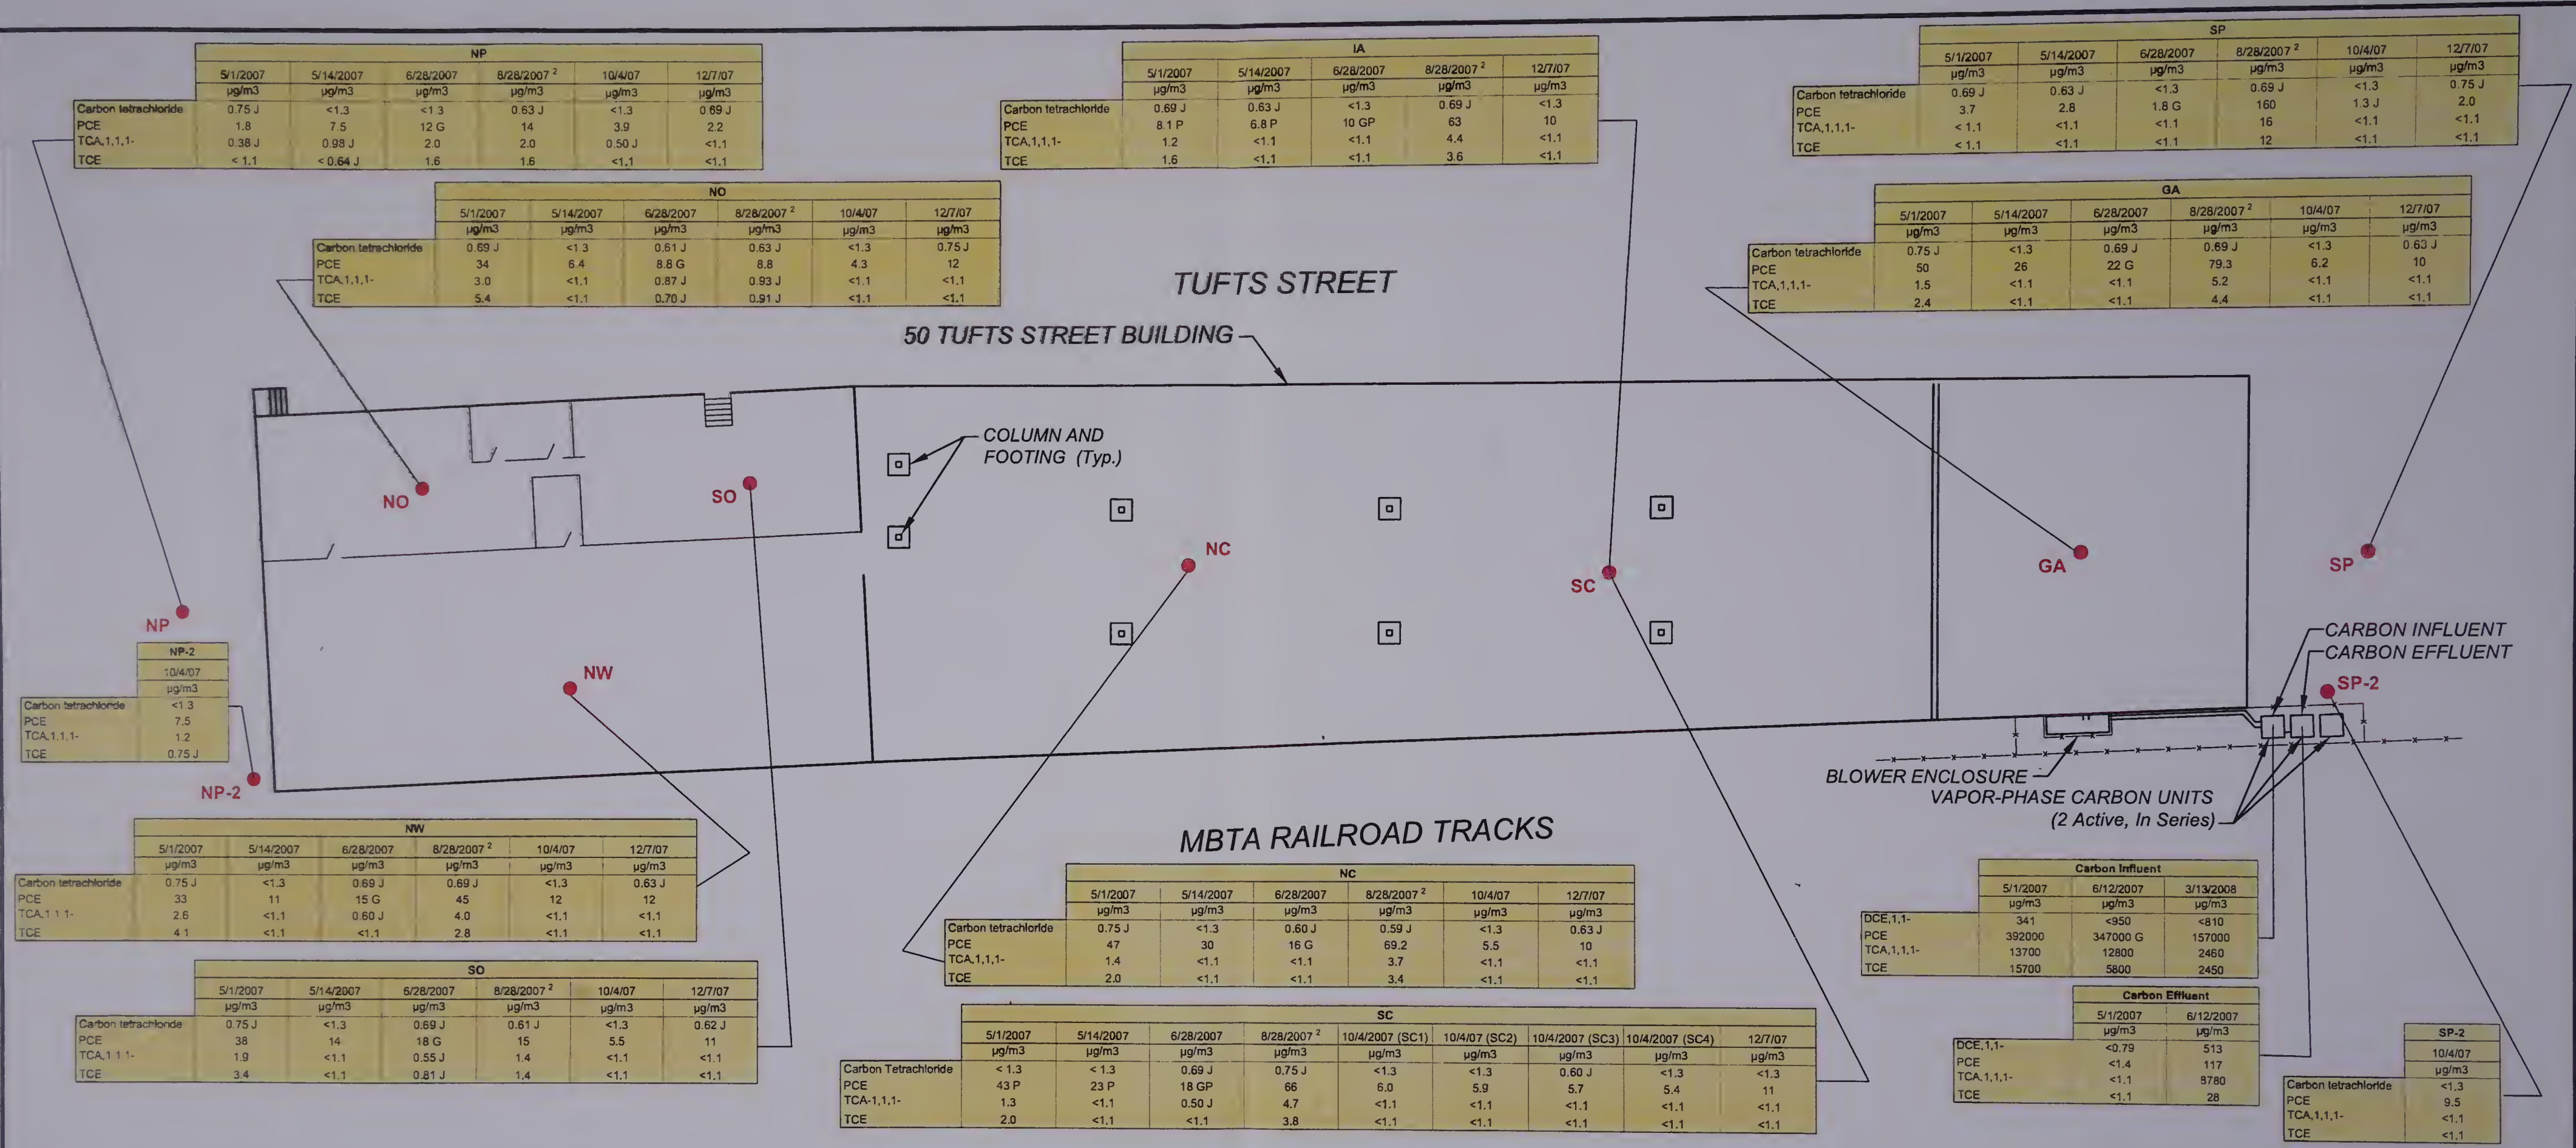 NP
5/1/2007 5/14/2007 6/28/2007 8/28/2007 2 10/4/07 12/7/07
µg/m3 µg/m3 µg/m3 µg/m3 µg/m3 µg/m3
Carbon tetrachloride 0.75 J <1.3 <1.3 0.63 J <1.3 0.69 J
PCE 1.8 7.5 12 G 14 3.9 2.2
TCA,1,1,1- 0.38 J 0.98 J 2.0 2.0 0.50 J <1.1
TCE < 1.1 < 0.64 J 1.6 1.6 <1.1 <1.1
IA
5/1/2007 5/14/2007 6/28/2007 8/28/2007 2 12/7/07
µg/m3 µg/m3 µg/m3 µg/m3 µg/m3
Carbon tetrachloride 0.69 J 0.63 J <1.3 0.69 J <1.3
PCE 8.1 P 6.8 P 10 GP 63 10
TCA,1,1,1- 1.2 <1.1 <1.1 4.4 <1.1
TCE 1.6 <1.1 <1.1 3.6 <1.1
SP
5/1/2007 5/14/2007 6/28/2007 8/28/2007 2 10/4/07 12/7/07
µg/m3 µg/m3 µg/m3 µg/m3 µg/m3 µg/m3
Carbon tetrachloride 0.69 J 0.63 J <1.3 0.69 J <1.3 0.75 J
PCE 3.7 2.8 1.8 G 160 1.3 J 2.0
TCA,1,1,1- < 1.1 <1.1 <1.1 16 <1.1 <1.1
TCE < 1.1 <1.1 <1.1 12 <1.1 <1.1
NO
5/1/2007 5/14/2007 6/28/2007 8/28/2007 2 10/4/07 12/7/07
µg/m3 µg/m3 µg/m3 µg/m3 µg/m3 µg/m3
Carbon tetrachloride 0.69 J <1.3 0.61 J 0.63 J <1.3 0.75 J
PCE 34 6.4 8.8 G 8.8 4.3 12
TCA,1,1,1- 3.0 <1.1 0.87 J 0.93 J <1.1 <1.1
TCE 5.4 <1.1 0.70 J 0.91 J <1.1 <1.1
GA
5/1/2007 5/14/2007 6/28/2007 8/28/2007 2 10/4/07 12/7/07
µg/m3 µg/m3 µg/m3 µg/m3 µg/m3 µg/m3
Carbon tetrachloride 0.75 J <1.3 0.69 J 0.69 J <1.3 0.63 J
PCE 50 26 22 G 79.3 6.2 10
TCA,1,1,1- 1.5 <1.1 <1.1 5.2 <1.1 <1.1
TCE 2.4 <1.1 <1.1 4.4 <1.1 <1.1
TUFTS STREET
50 TUFTS STREET BUILDING
COLUMN AND
FOOTING (Typ.)
NO
SO
NC
SC
GA
SP
NP
NW
NP-2
SP-2
CARBON INFLUENT
CARBON EFFLUENT
NP-2
10/4/07
µg/m3
Carbon tetrachloride <1.3
PCE 7.5
TCA,1,1,1- 1.2
TCE 0.75 J
BLOWER ENCLOSURE
VAPOR-PHASE CARBON UNITS
(2 Active, In Series)
MBTA RAILROAD TRACKS
NW
5/1/2007 5/14/2007 6/28/2007 8/28/2007 2 10/4/07 12/7/07
µg/m3 µg/m3 µg/m3 µg/m3 µg/m3 µg/m3
Carbon tetrachloride 0.75 J <1.3 0.69 J 0.69 J <1.3 0.63 J
PCE 33 11 15 G 45 12 12
TCA,1 1 1- 2.6 <1.1 0.60 J 4.0 <1.1 <1.1
TCE 4.1 <1.1 <1.1 2.8 <1.1 <1.1
NC
5/1/2007 5/14/2007 6/28/2007 8/28/2007 2 10/4/07 12/7/07
µg/m3 µg/m3 µg/m3 µg/m3 µg/m3 µg/m3
Carbon tetrachloride 0.75 J <1.3 0.60 J 0.59 J <1.3 0.63 J
PCE 47 30 16 G 69.2 5.5 10
TCA,1,1,1- 1.4 <1.1 <1.1 3.7 <1.1 <1.1
TCE 2.0 <1.1 <1.1 3.4 <1.1 <1.1
Carbon Influent
5/1/2007 6/12/2007 3/13/2008
µg/m3 µg/m3 µg/m3
DCE,1,1- 341 <950 <810
PCE 392000 347000 G 157000
TCA,1,1,1- 13700 12800 2460
TCE 15700 5800 2450
SO
5/1/2007 5/14/2007 6/28/2007 8/28/2007 2 10/4/07 12/7/07
µg/m3 µg/m3 µg/m3 µg/m3 µg/m3 µg/m3
Carbon tetrachloride 0.75 J <1.3 0.69 J 0.61 J <1.3 0.62 J
PCE 38 14 18 G 15 5.5 11
TCA,1 1 1- 1.9 <1.1 0.55 J 1.4 <1.1 <1.1
TCE 3.4 <1.1 0.81 J 1.4 <1.1 <1.1
SC
5/1/2007 5/14/2007 6/28/2007 8/28/2007 2 10/4/2007 (SC1) 10/4/07 (SC2) 10/4/2007 (SC3) 10/4/2007 (SC4) 12/7/07
µg/m3 µg/m3 µg/m3 µg/m3 µg/m3 µg/m3 µg/m3 µg/m3 µg/m3
Carbon Tetrachloride < 1.3 < 1.3 0.69 J 0.75 J <1.3 <1.3 0.60 J <1.3 <1.3
PCE 43 P 23 P 18 GP 66 6.0 5.9 5.7 5.4 11
TCA-1,1,1- 1.3 <1.1 0.50 J 4.7 <1.1 <1.1 <1.1 <1.1 <1.1
TCE 2.0 <1.1 <1.1 3.8 <1.1 <1.1 <1.1 <1.1 <1.1
Carbon Effluent
5/1/2007 6/12/2007
µg/m3 µg/m3
DCE,1,1- <0.79 513
PCE <1.4 117
TCA,1,1,1- <1.1 8780
TCE <1.1 28
SP-2
10/4/07
µg/m3
Carbon tetrachloride <1.3
PCE 9.5
TCA,1,1,1- <1.1
TCE <1.1